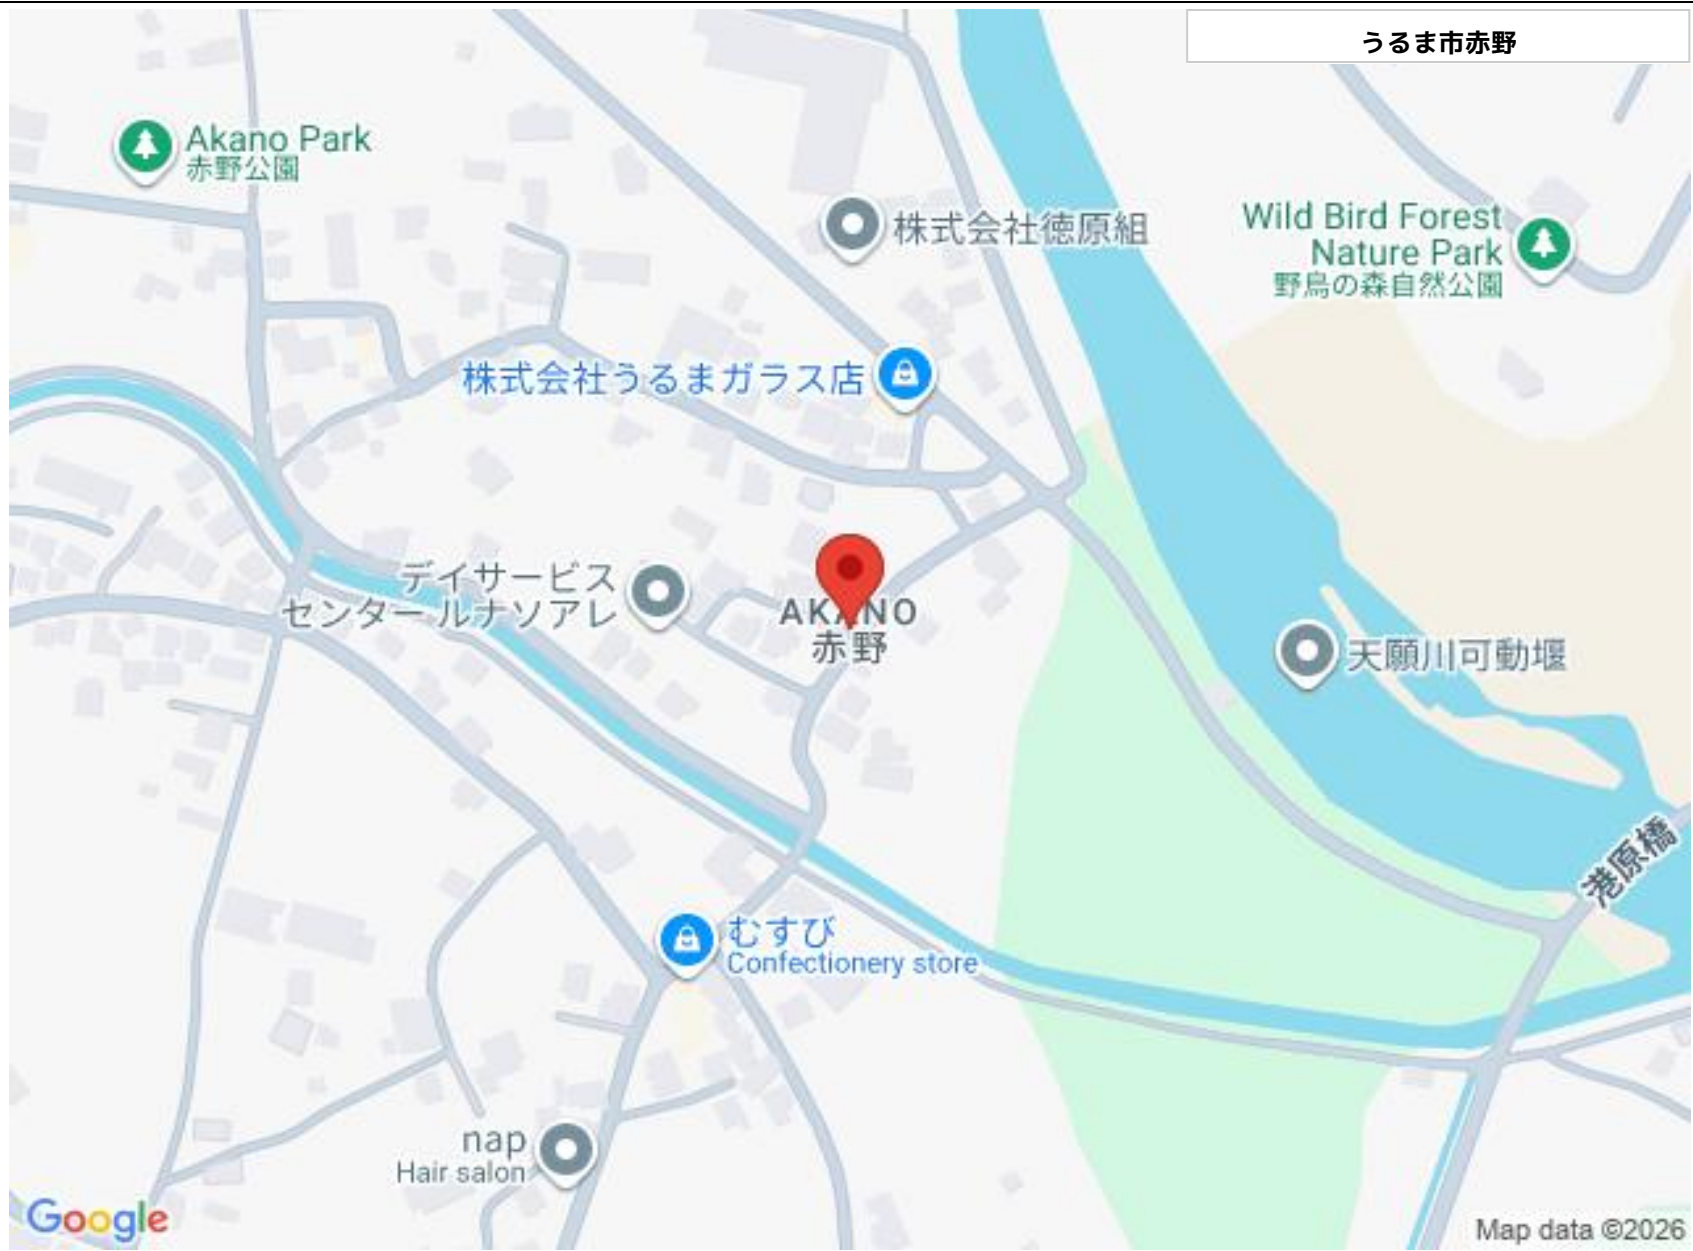 うるま市赤野
Akano Park
赤野公園
株式会社徳原組
Wild Bird Forest
Nature Park
野鳥の森自然公園
株式会社うるまガラス店
デイサービス
センター ルナソアレ
AKANO
赤野
天願川可動堰
港原橋
むすび
Confectionery store
nap
Hair salon
Google
Map data ©2026